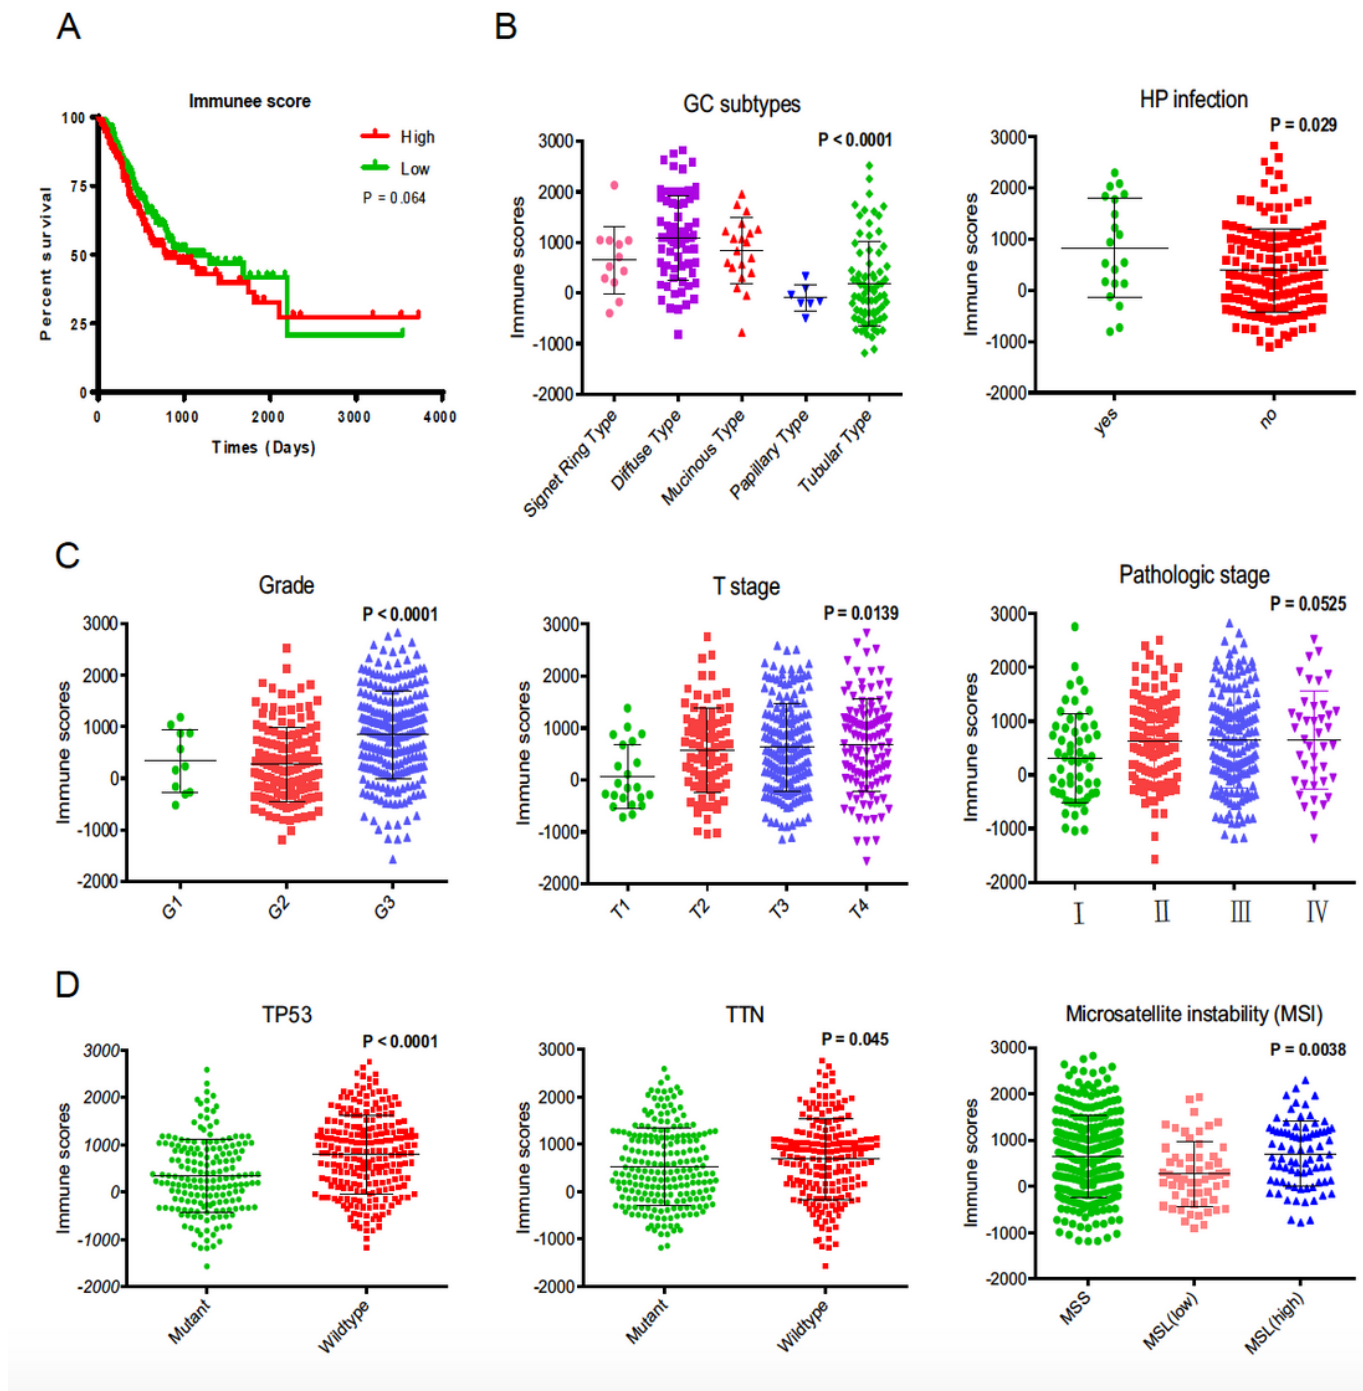 A
B
Immunee score
100
75
50
25
0
Percent survival
High
Low
P = 0.064
0 1000 2000 3000 4000
Times (Days)
GC subtypes
P < 0.0001
3000
2000
1000
0
-1000
-2000
Immune scores
Signet Ring Type
Diffuse Type
Mucinous Type
Papillary Type
Tubular Type
HP infection
P = 0.029
3000
2000
1000
0
-1000
-2000
Immune scores
yes
no
C
Grade
P < 0.0001
3000
2000
1000
0
-1000
-2000
Immune scores
G1
G2
G3
T stage
P = 0.0139
3000
2000
1000
0
-1000
-2000
Immune scores
T1
T2
T3
T4
Pathologic stage
P = 0.0525
3000
2000
1000
0
-1000
-2000
Immune scores
I
II
III
IV
D
TP53
P < 0.0001
3000
2000
1000
0
-1000
-2000
Immune scores
Mutant
Wildtype
TTN
P = 0.045
3000
2000
1000
0
-1000
-2000
Immune scores
Mutant
Wildtype
Microsatellite instability (MSI)
P = 0.0038
3000
2000
1000
0
-1000
-2000
Immune scores
MSS
MSL(low)
MSL(high)